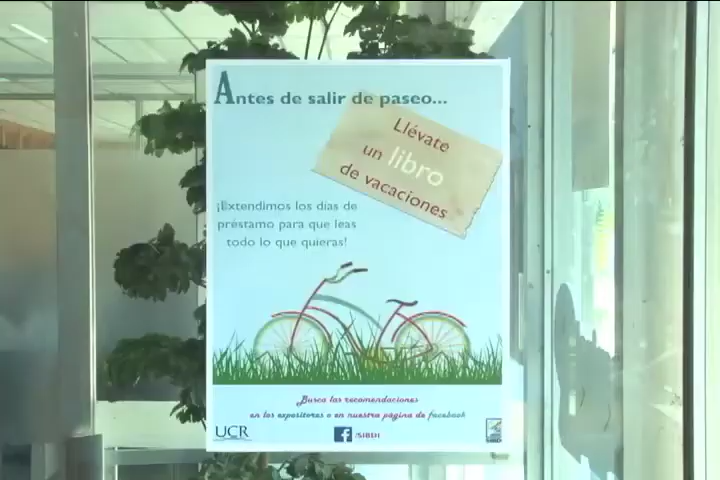 Antes de salir de paseo...
Llévate
un libro
de vacaciones
¡Extendimos los días de
préstamo para que leas
todo lo que quieras!
Busca las recomendaciones
en los expositores o en nuestra página de facebook
UCR
f /SIBDI